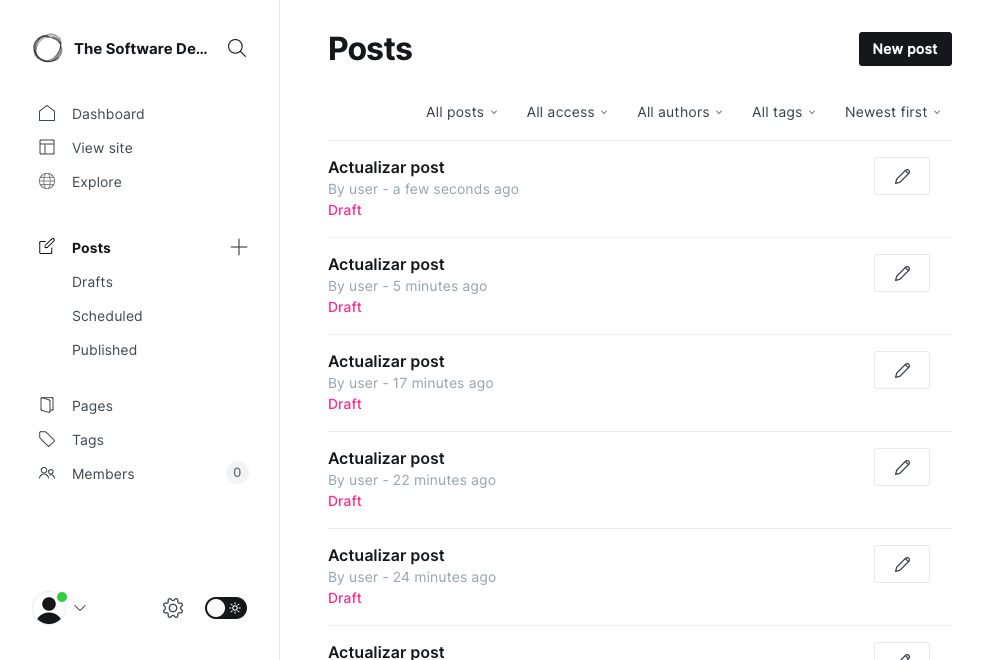 The Software De...
Dashboard
View site
Explore
Posts
Drafts
Scheduled
Published
Pages
Tags
Members 0
Posts
New post
All posts All access All authors All tags Newest first
Actualizar post
By user - a few seconds ago
Draft
Actualizar post
By user - 5 minutes ago
Draft
Actualizar post
By user - 17 minutes ago
Draft
Actualizar post
By user - 22 minutes ago
Draft
Actualizar post
By user - 24 minutes ago
Draft
Actualizar post